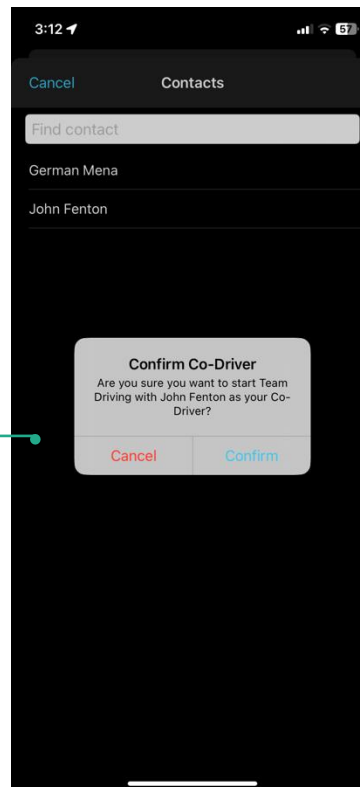 3:12
57
Cancel
Contacts
Find contact
German Mena
John Fenton
Confirm Co-Driver
Are you sure you want to start Team
Driving with John Fenton as your Co-
Driver?
Cancel
Confirm